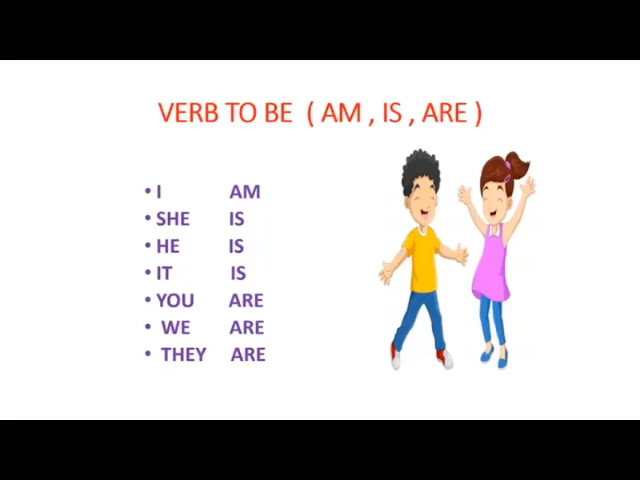 VERB TO BE ( AM , IS , ARE )
• I AM
• SHE IS
• HE IS
• IT IS
• YOU ARE
• WE ARE
• THEY ARE